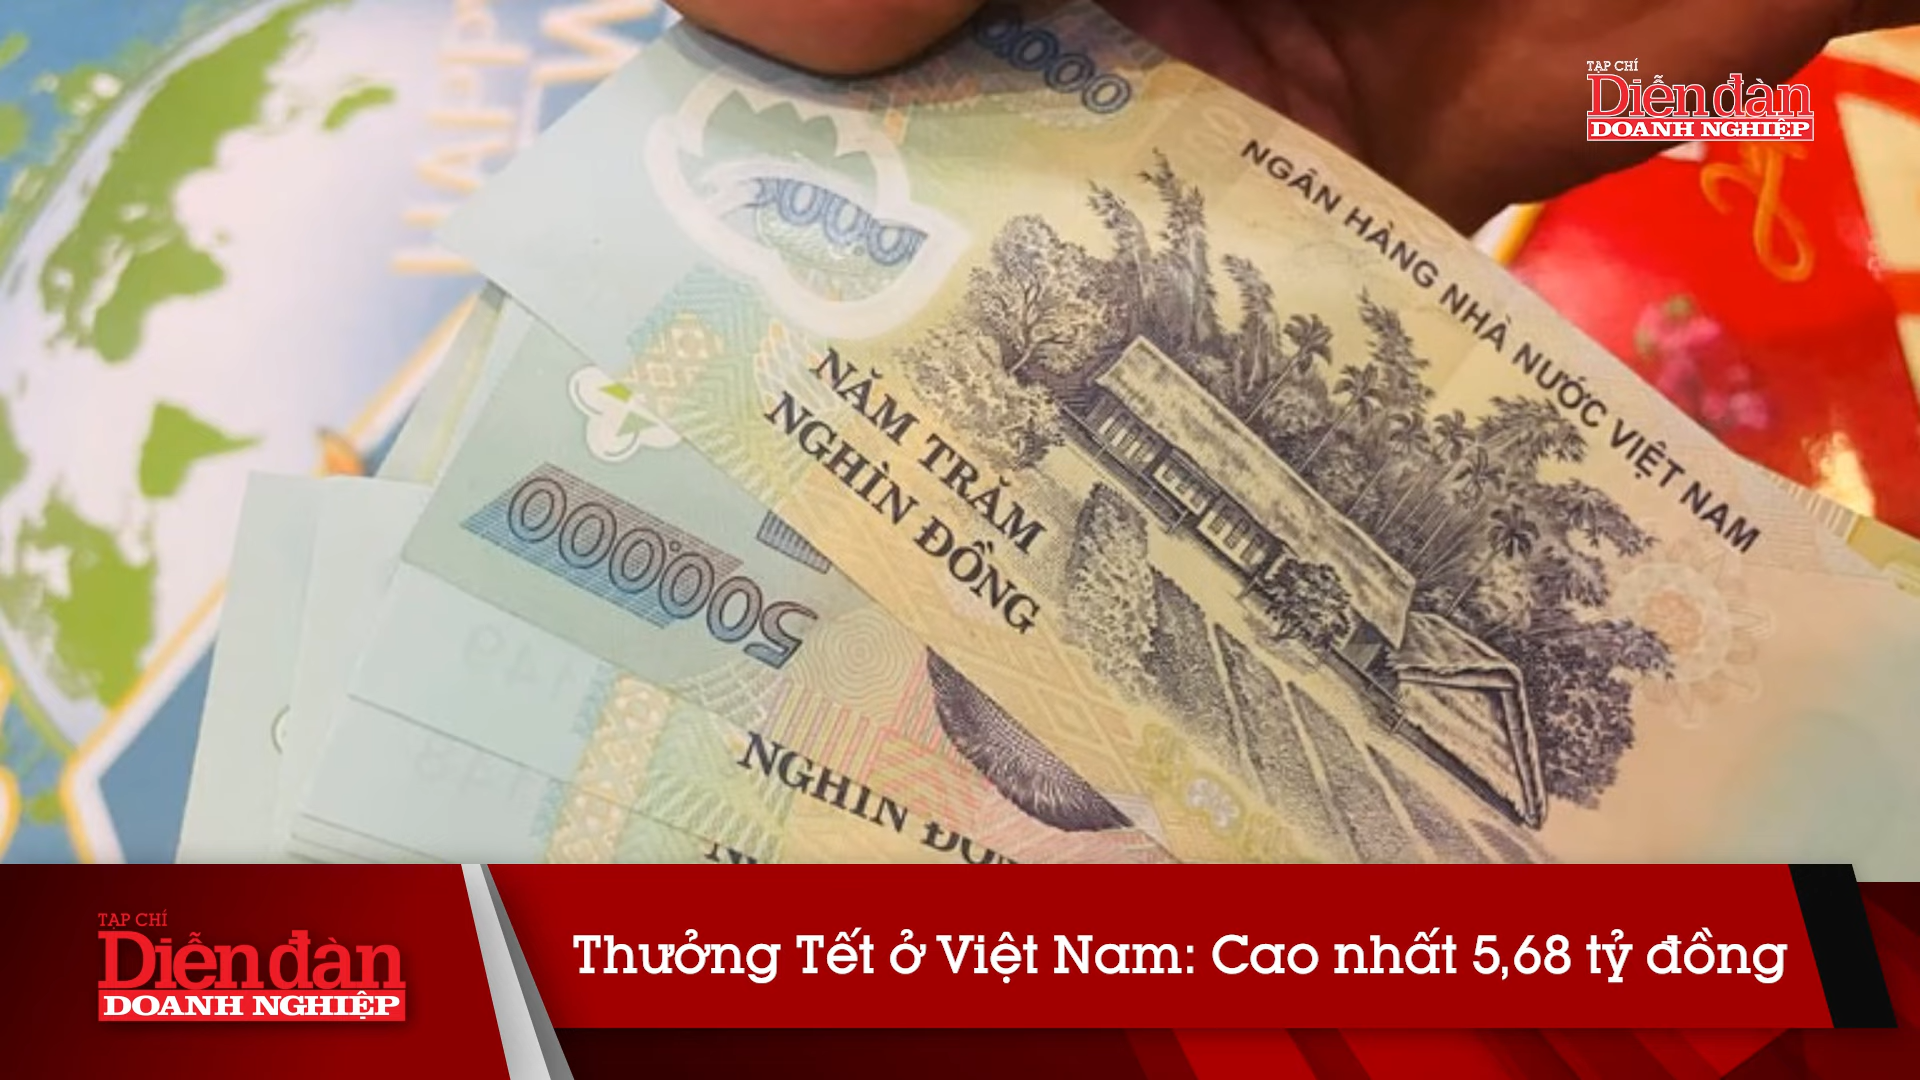 TẠP CHÍ
Diễn đàn
DOANH NGHIỆP
NGÂN HÀNG NHÀ NƯỚC VIỆT NAM
NĂM TRĂM
NGHÌN ĐỒNG
500000
NGHÌN
TẠP CHÍ
Diễn đàn
DOANH NGHIỆP
Thưởng Tết ở Việt Nam: Cao nhất 5,68 tỷ đồng